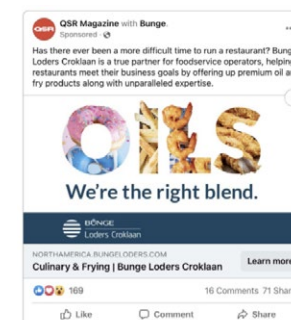 QSR Magazine with Bunge.
Sponsored ·
Has there ever been a more difficult time to run a restaurant? Bung
Loders Croklaan is a true partner for foodservice operators, helping
restaurants meet their business goals by offering up premium oil a
fry products along with unparalleled expertise.
OILS
We're the right blend.
BUNGE
Loders Croklaan
NORTHAMERICA.BUNGELODERS.COM
Culinary & Frying | Bunge Loders Croklaan
Learn more
169
16 Comments 71 Shar
Like Comment Share